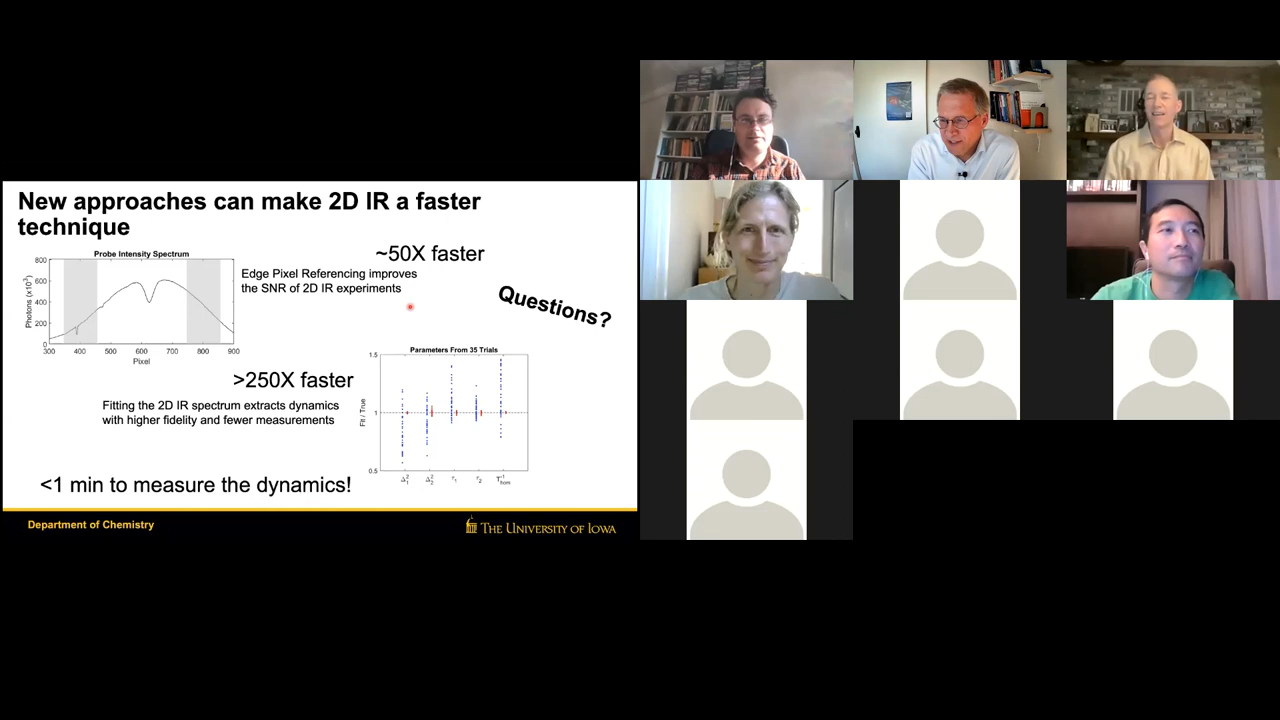 New approaches can make 2D IR a faster
technique
~50X faster
Probe Intensity Spectrum
Photons (x10³)
800
600
400
200
0
300 400 500 600 700 800 900
Pixel
Edge Pixel Referencing improves
the SNR of 2D IR experiments
Questions?
>250X faster
Fitting the 2D IR spectrum extracts dynamics
with higher fidelity and fewer measurements
Parameters From 35 Trials
Fit / True
1.5
1
0.5
Δ₁² Δ₂² τ₁ τ₂
<1 min to measure the dynamics!
Department of Chemistry
THE UNIVERSITY OF IOWA